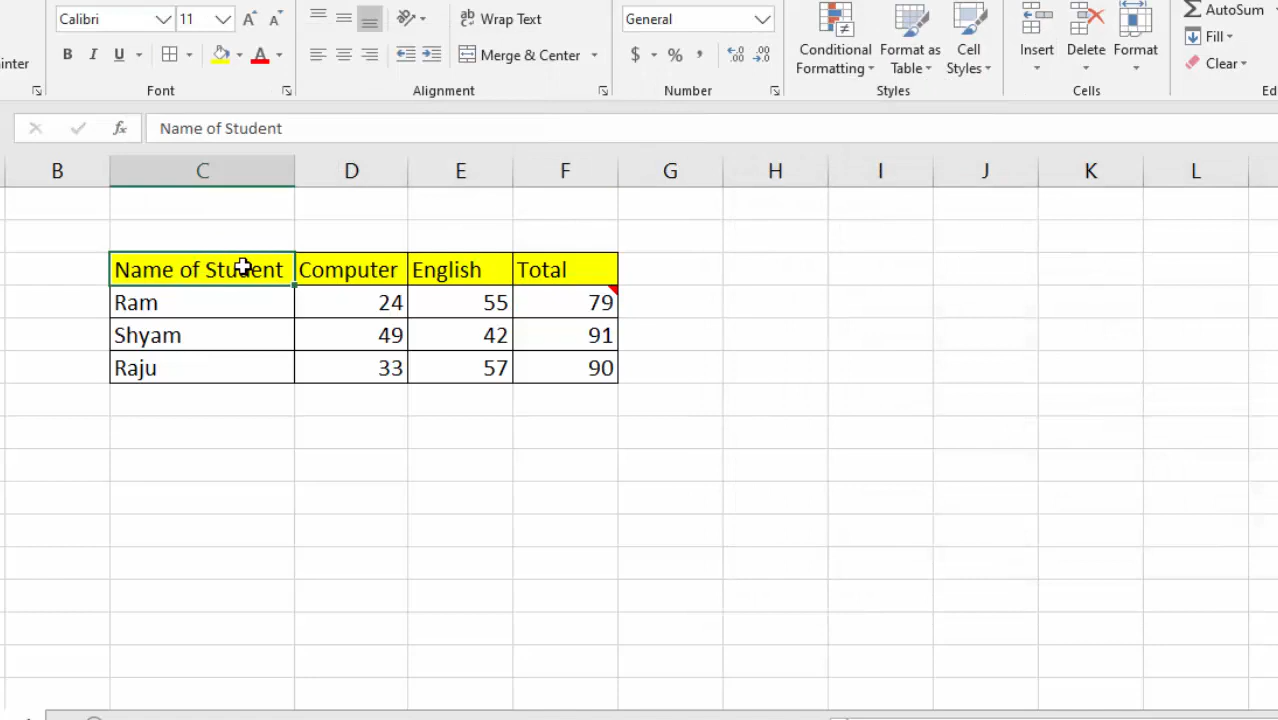 Calibri 11 Wrap Text General AutoSum
inter B I U Merge & Center $ % Conditional Formatting Format as Table Cell Styles Insert Delete Format Fill Clear
Font Alignment Number Styles Cells Ed
fx Name of Student
B C D E F G H I J K L
Name of Student Computer English Total
Ram 24 55 79
Shyam 49 42 91
Raju 33 57 90